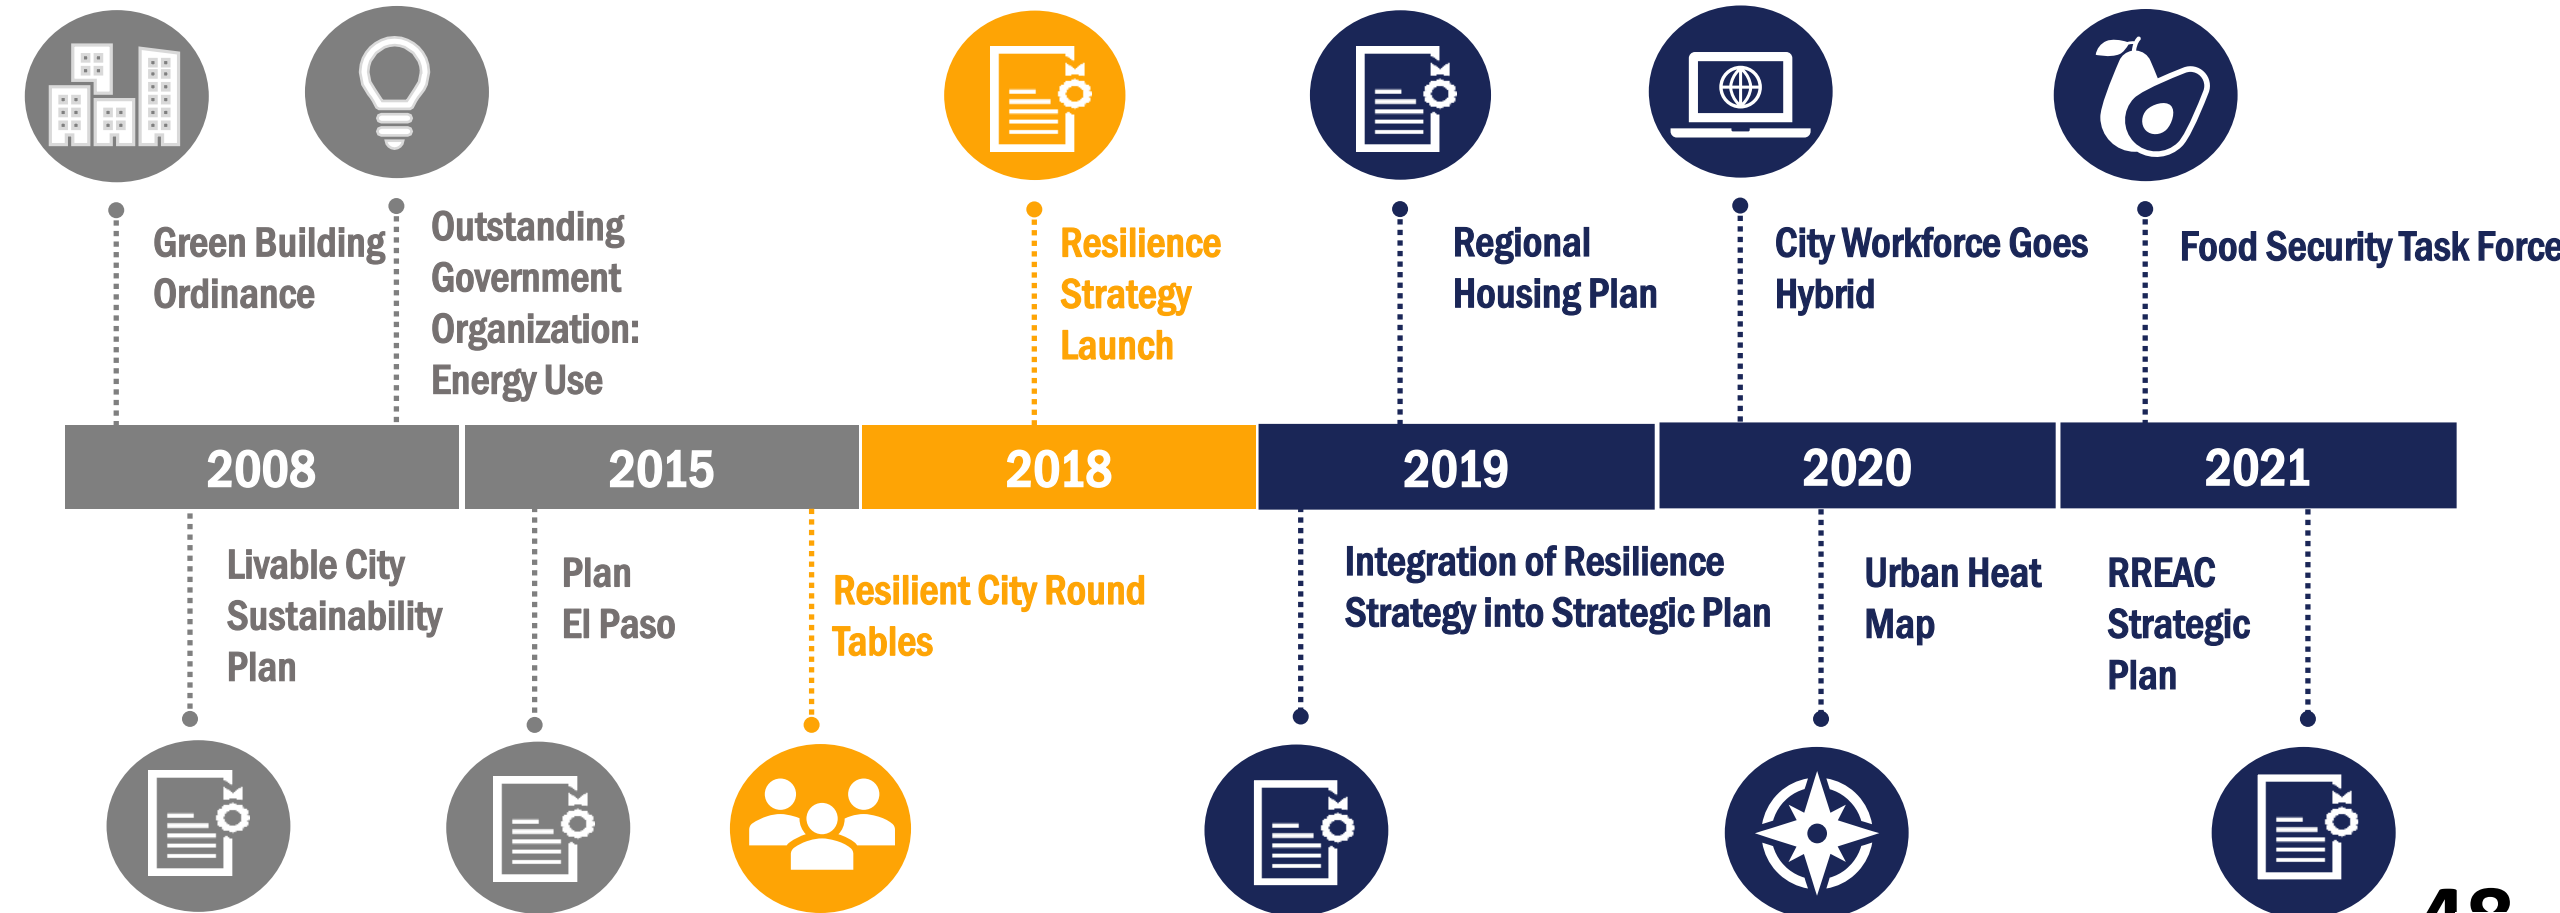 Green Building
Ordinance
Outstanding
Government
Organization:
Energy Use
Resilience
Strategy
Launch
Regional
Housing Plan
City Workforce Goes
Hybrid
Food Security Task Force
2008
2015
2018
2019
2020
2021
Livable City
Sustainability
Plan
Plan
El Paso
Resilient City Round
Tables
Integration of Resilience
Strategy into Strategic Plan
Urban Heat
Map
RREAC
Strategic
Plan
48